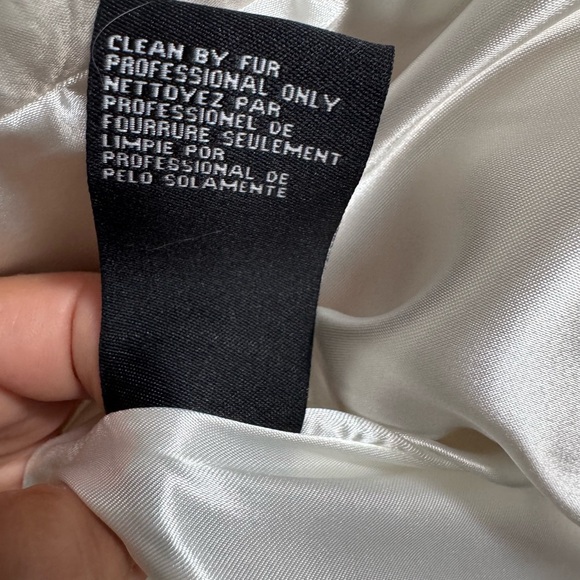 CLEAN BY FUR
PROFESSIONAL ONLY
NETTOYEZ PAR
PROFESSIONEL DE
FOURRURE SEULEMENT
LIMPIE POR
PROFESSIONAL DE
PELO SOLAMENTE